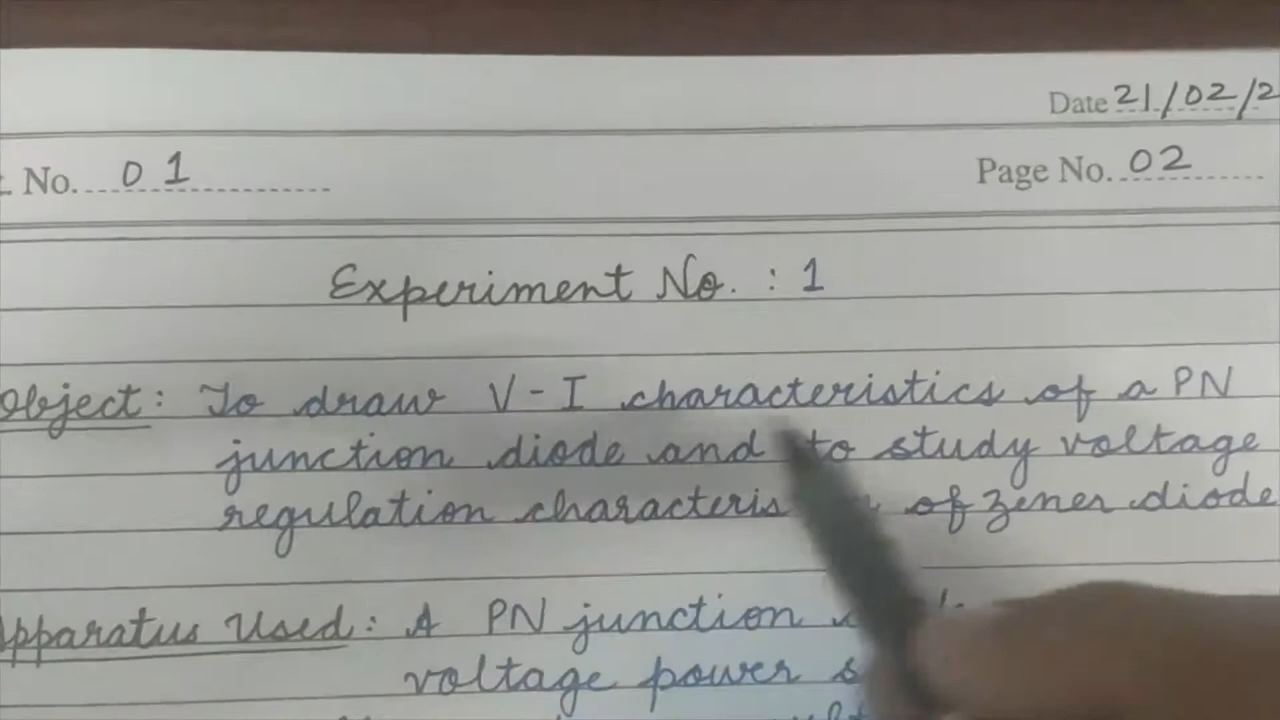 Date 21/02/2
No. 01
Page No. 02
Experiment No. : 1
Object: To draw V-I characteristics of a PN
junction diode and to study voltage
regulation characteris of zener diode
Apparatus Used: A PN junction
voltage power